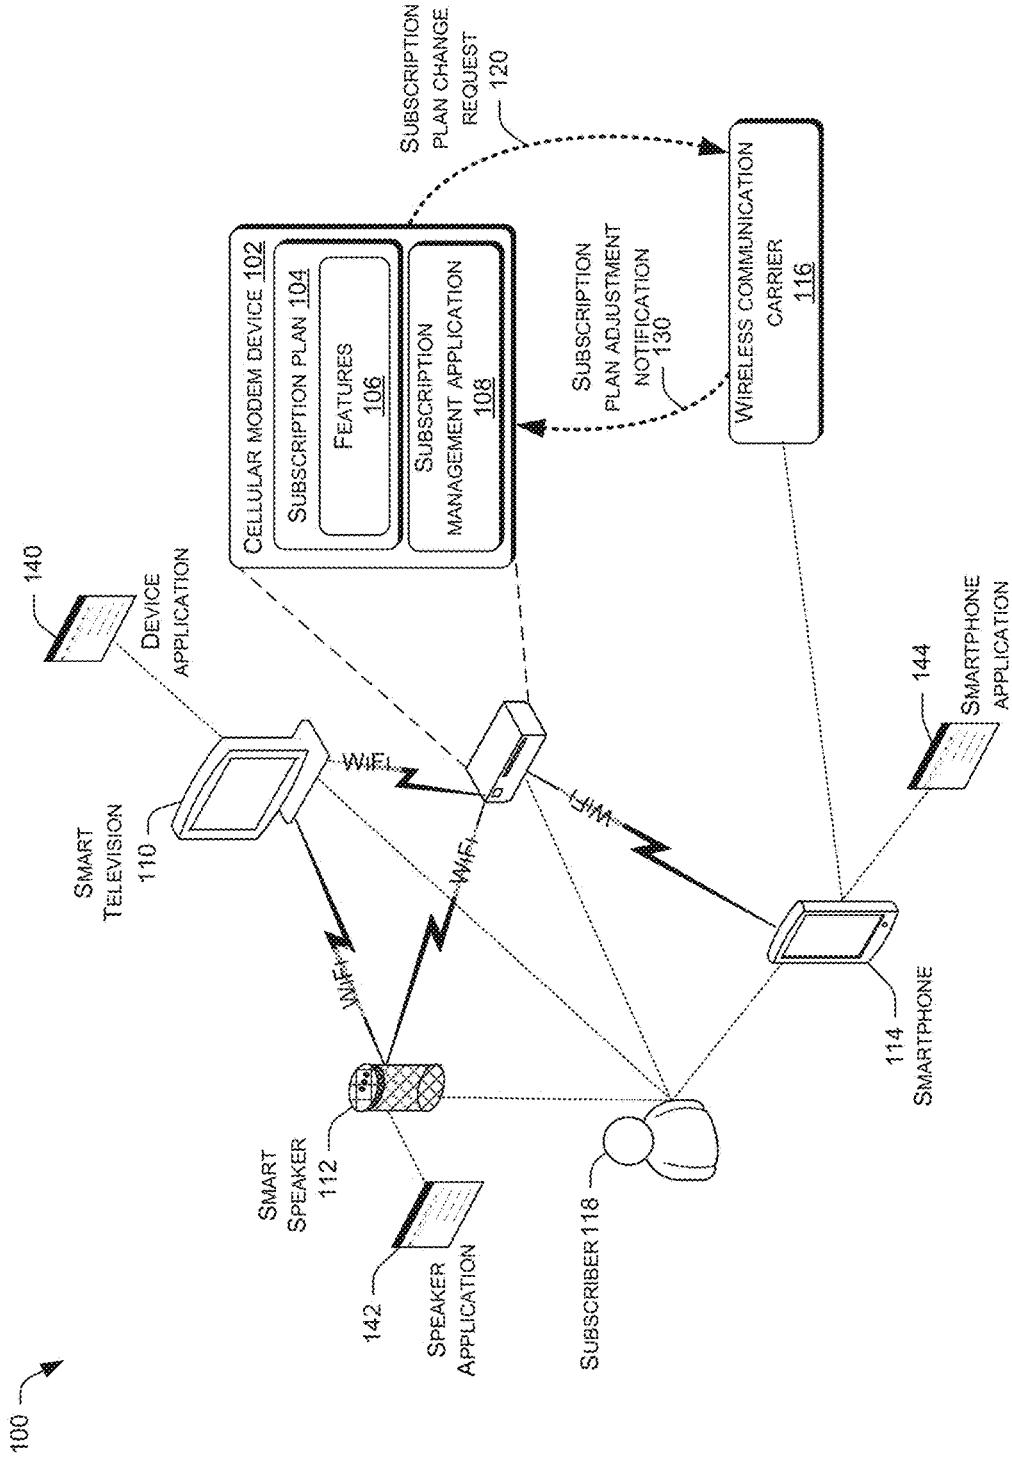 100
140
DEVICE
APPLICATION
SMART
TELEVISION
110
SMART
SPEAKER
112
142
SPEAKER
APPLICATION
WIFI
WIFI
WIFI
WIFI
SUBSCRIBER 118
114
SMARTPHONE
144
SMARTPHONE
APPLICATION
CELLULAR MODEM DEVICE 102
SUBSCRIPTION PLAN 104
FEATURES
106
SUBSCRIPTION
MANAGEMENT APPLICATION
108
SUBSCRIPTION
PLAN CHANGE
REQUEST
120
SUBSCRIPTION
PLAN ADJUSTMENT
NOTIFICATION
130
WIRELESS COMMUNICATION
CARRIER
116